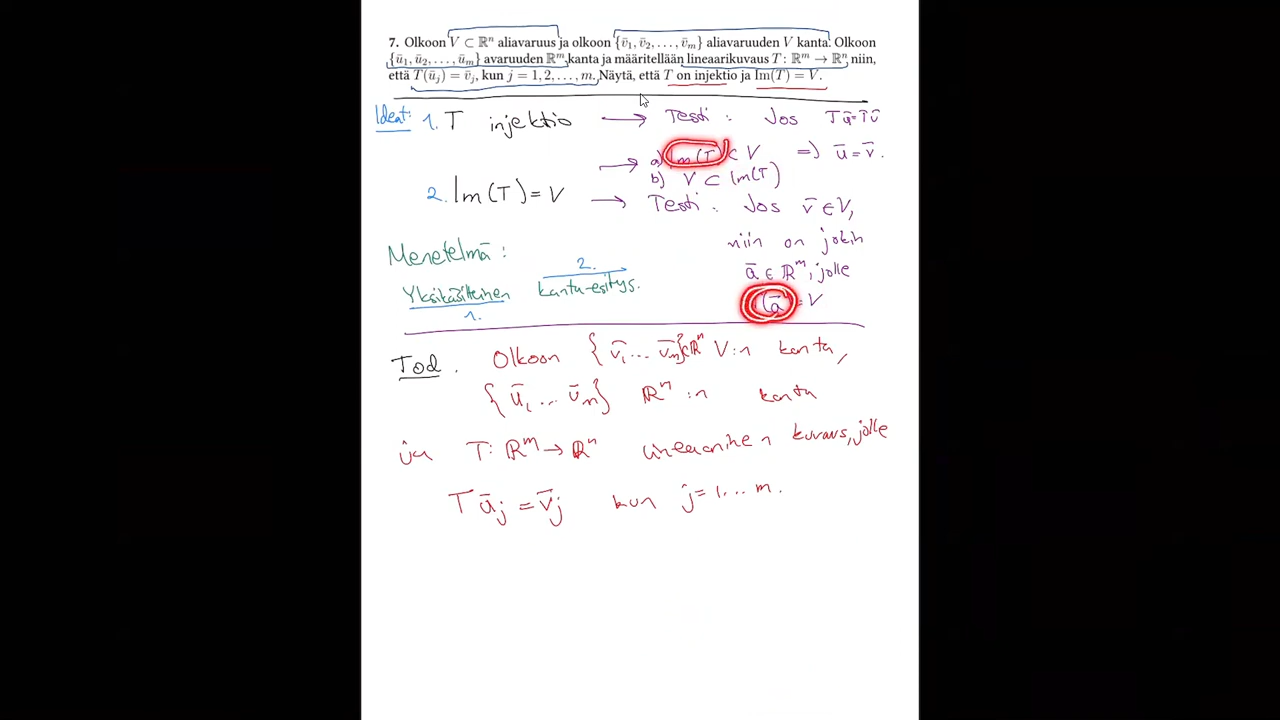 7. Olkoon V ⊂ ℝⁿ aliavaruus ja olkoon {v̄₁, v̄₂, . . . , v̄ₘ} aliavaruuden V kanta. Olkoon
{ū₁, ū₂, . . . , ūₘ} avaruuden ℝᵐ kanta ja määritellään lineaarikuvaus T : ℝᵐ → ℝⁿ niin,
että T(ūⱼ) = v̄ⱼ, kun j = 1, 2, . . . , m. Näytä, että T on injektio ja Im(T) = V.
Ideat: 1. T injektio → Testi : Jos Tū=Tv̄
⇒ ū=v̄.
→ a) Im(T) ⊂ V
b) V ⊂ Im(T)
2. Im(T) = V → Testi : Jos v̄ ∈ V,
niin on jokin
ā ∈ ℝᵐ, jolle
Tā = V
Menetelmä :
Yksikäsitteinen kanta-esitys.
1. 2.
Tod. Olkoon {v̄₁ ... v̄ₘ}⊂ℝⁿ V:n kanta,
{ū₁ ... ūₘ} ℝᵐ:n kanta
ja T: ℝᵐ → ℝⁿ lineaarinen kuvaus, jolle
Tūⱼ = v̄ⱼ kun j = 1, ... m.